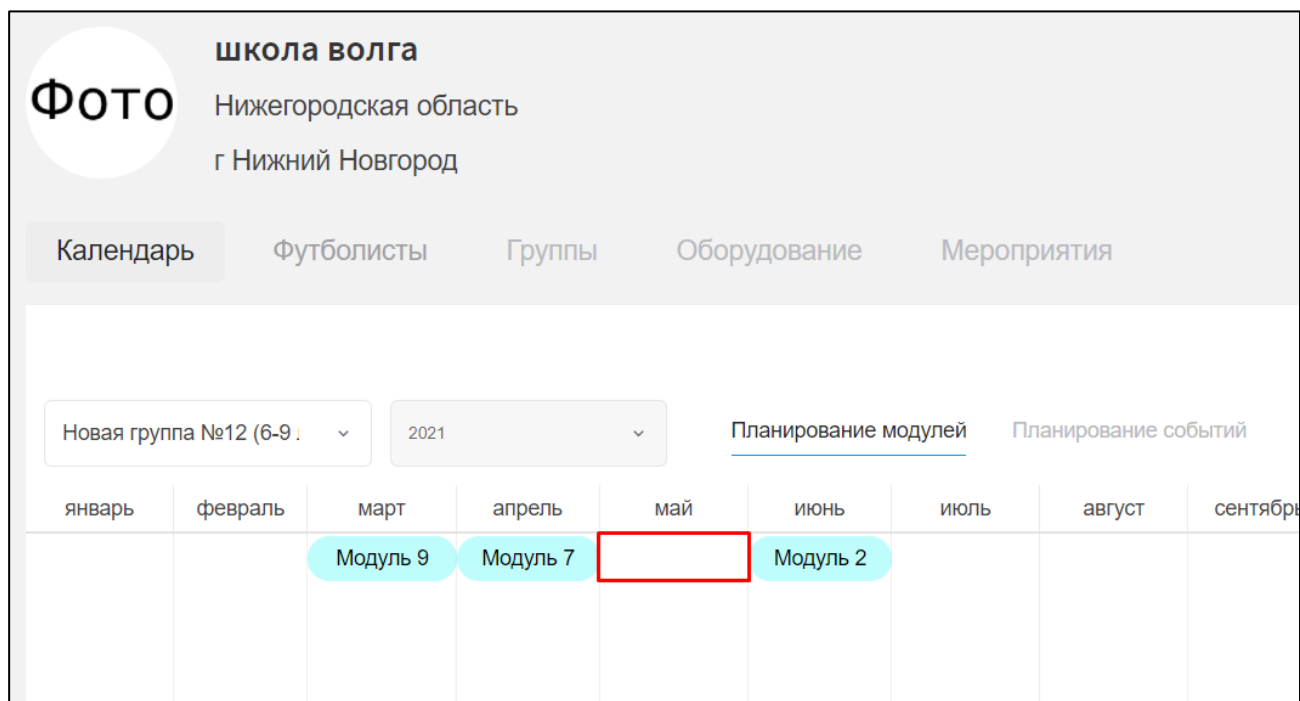 Фото
школа волга
Нижегородская область
г Нижний Новгород
Календарь Футболисты Группы Оборудование Мероприятия
Новая группа №12 (6-9 2021 Планирование модулей Планирование событий
январь февраль март апрель май июнь июль август сентябрь
Модуль 9 Модуль 7 Модуль 2